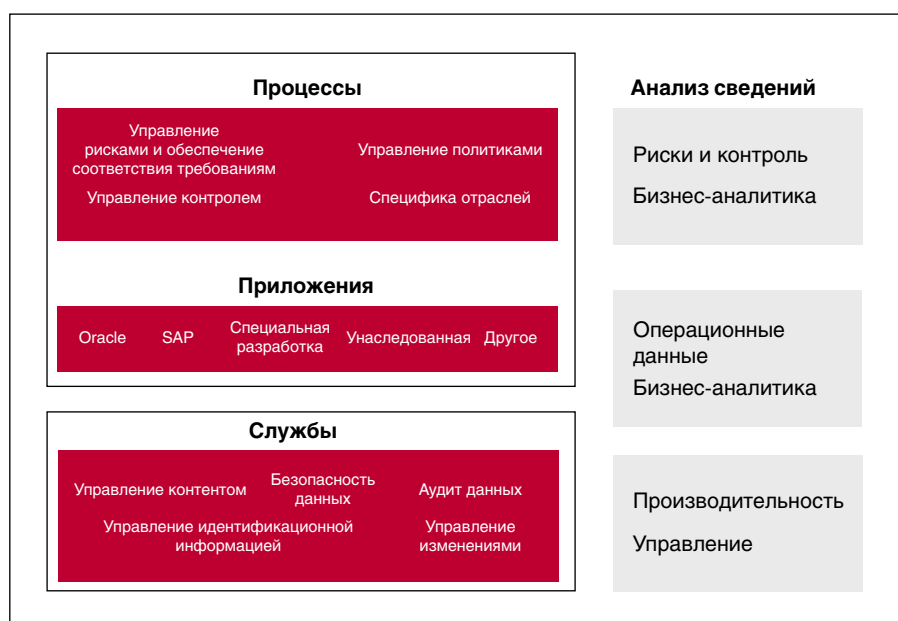 Процессы
Управление
рисками и обеспечение
соответствия требованиям
Управление политиками
Управление контролем
Специфика отраслей
Приложения
Oracle
SAP
Специальная
разработка
Унаследованная
Другое
Службы
Управление контентом
Безопасность
данных
Аудит данных
Управление идентификационной
информацией
Управление
изменениями
Анализ сведений
Риски и контроль
Бизнес-аналитика
Операционные
данные
Бизнес-аналитика
Производительность
Управление